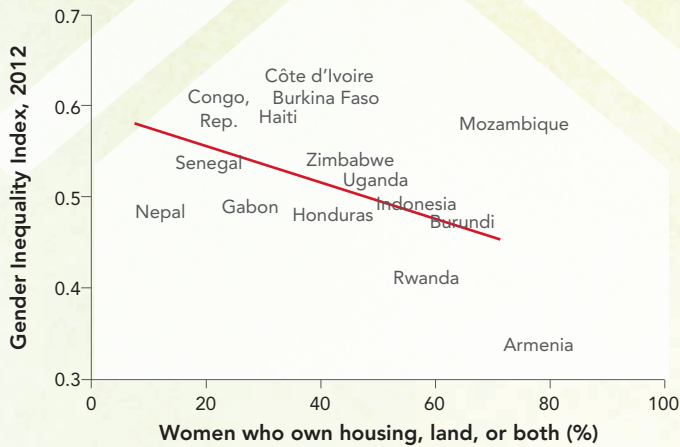 Gender Inequality Index, 2012
0.7
0.6
0.5
0.4
0.3
Côte d’Ivoire
Congo,
Rep.
Burkina Faso
Haiti
Mozambique
Senegal
Zimbabwe
Uganda
Nepal
Gabon
Honduras
Indonesia
Burundi
Rwanda
Armenia
0
20
40
60
80
100
Women who own housing, land, or both (%)